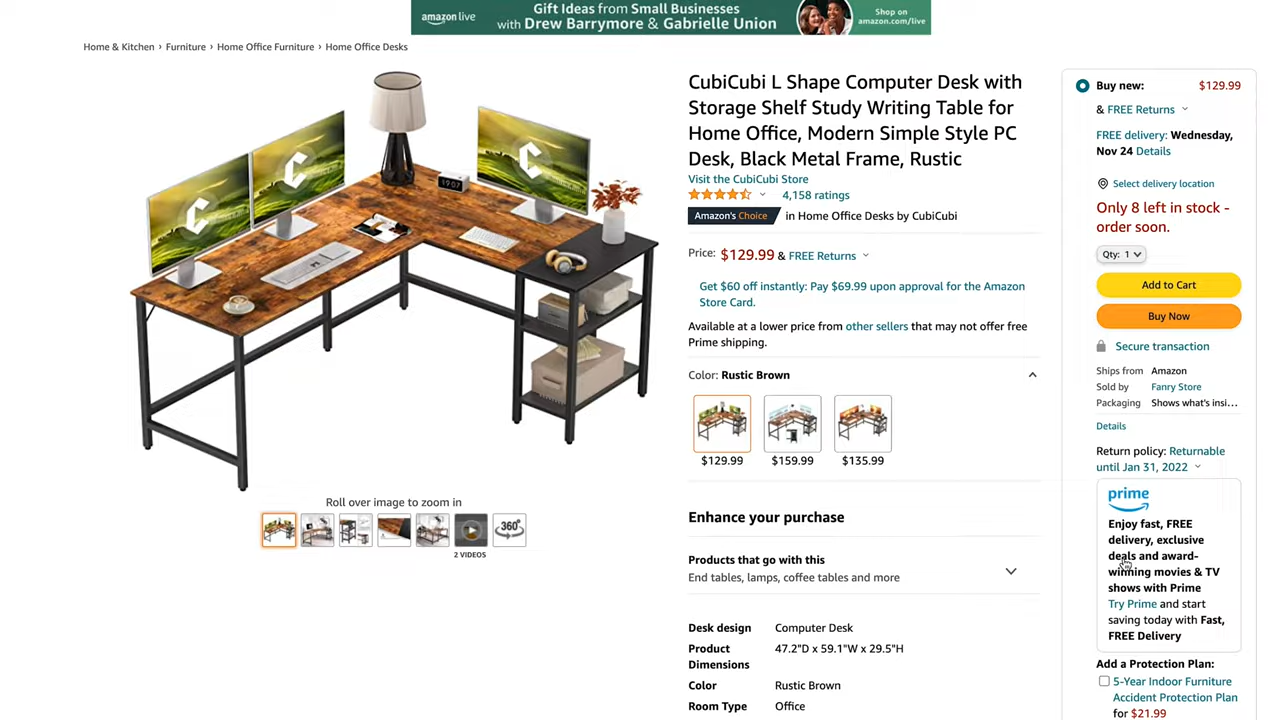 amazon live
Gift Ideas from Small Businesses
with Drew Barrymore & Gabrielle Union
Shop on
amazon.com/live
Home & Kitchen › Furniture › Home Office Furniture › Home Office Desks
CubiCubi L Shape Computer Desk with
Storage Shelf Study Writing Table for
Home Office, Modern Simple Style PC
Desk, Black Metal Frame, Rustic
Visit the CubiCubi Store
4,158 ratings
Amazon's Choice in Home Office Desks by CubiCubi
Price: $129.99 & FREE Returns
Get $60 off instantly: Pay $69.99 upon approval for the Amazon
Store Card.
Available at a lower price from other sellers that may not offer free
Prime shipping.
Color: Rustic Brown
$129.99 $159.99 $135.99
Enhance your purchase
Products that go with this
End tables, lamps, coffee tables and more
Desk design Computer Desk
Product 47.2"D x 59.1"W x 29.5"H
Dimensions
Color Rustic Brown
Room Type Office
19:07
Roll over image to zoom in
360°
2 VIDEOS
Buy new: $129.99
& FREE Returns
FREE delivery: Wednesday,
Nov 24 Details
Select delivery location
Only 8 left in stock -
order soon.
Qty: 1
Add to Cart
Buy Now
Secure transaction
Ships from Amazon
Sold by Fanry Store
Packaging Shows what's insi...
Details
Return policy: Returnable
until Jan 31, 2022
prime
Enjoy fast, FREE
delivery, exclusive
deals and award-
winning movies & TV
shows with Prime
Try Prime and start
saving today with Fast,
FREE Delivery
Add a Protection Plan:
5-Year Indoor Furniture
Accident Protection Plan
for $21.99